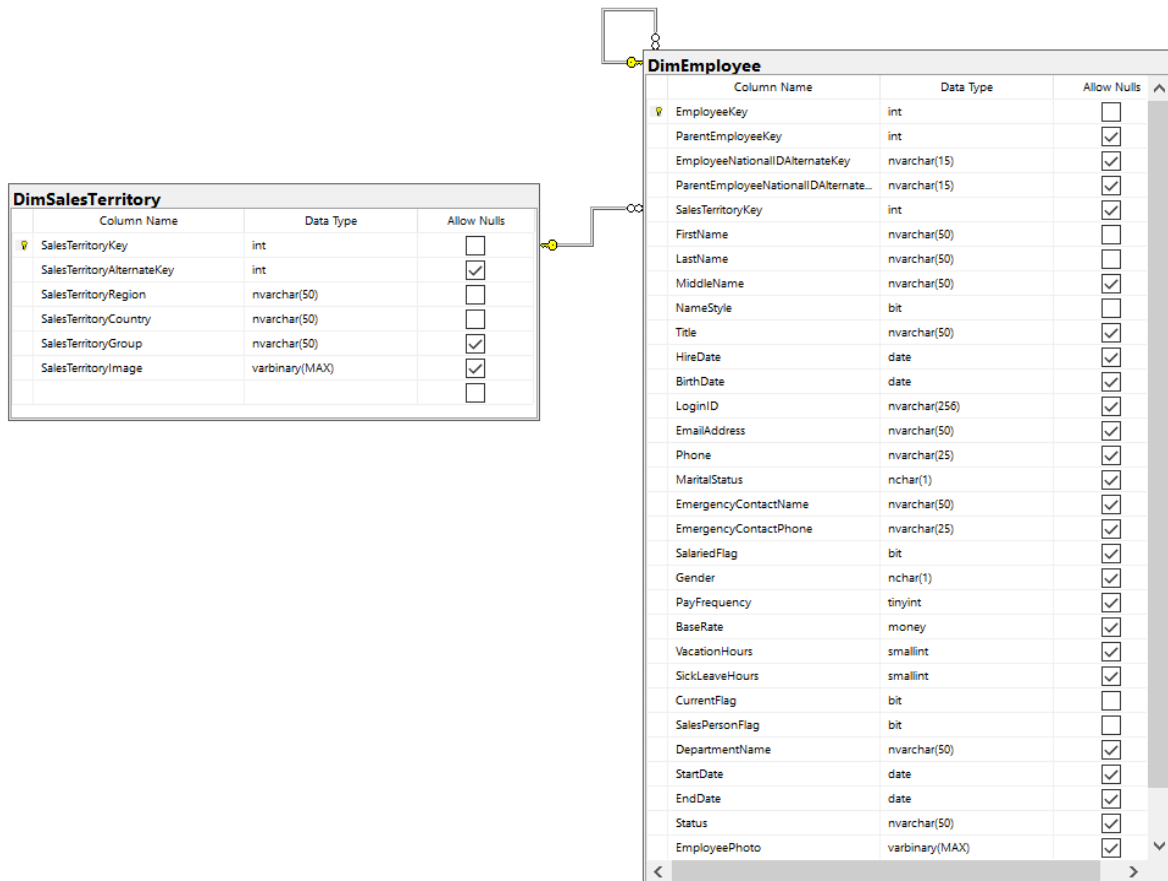 DimSalesTerritory
Column Name Data Type Allow Nulls
SalesTerritoryKey int
SalesTerritoryAlternateKey int
SalesTerritoryRegion nvarchar(50)
SalesTerritoryCountry nvarchar(50)
SalesTerritoryGroup nvarchar(50)
SalesTerritoryImage varbinary(MAX)
DimEmployee
Column Name Data Type Allow Nulls
EmployeeKey int
ParentEmployeeKey int
EmployeeNationalIDAlternateKey nvarchar(15)
ParentEmployeeNationalIDAlternate... nvarchar(15)
SalesTerritoryKey int
FirstName nvarchar(50)
LastName nvarchar(50)
MiddleName nvarchar(50)
NameStyle bit
Title nvarchar(50)
HireDate date
BirthDate date
LoginID nvarchar(256)
EmailAddress nvarchar(50)
Phone nvarchar(25)
MaritalStatus nchar(1)
EmergencyContactName nvarchar(50)
EmergencyContactPhone nvarchar(25)
SalariedFlag bit
Gender nchar(1)
PayFrequency tinyint
BaseRate money
VacationHours smallint
SickLeaveHours smallint
CurrentFlag bit
SalesPersonFlag bit
DepartmentName nvarchar(50)
StartDate date
EndDate date
Status nvarchar(50)
EmployeePhoto varbinary(MAX)